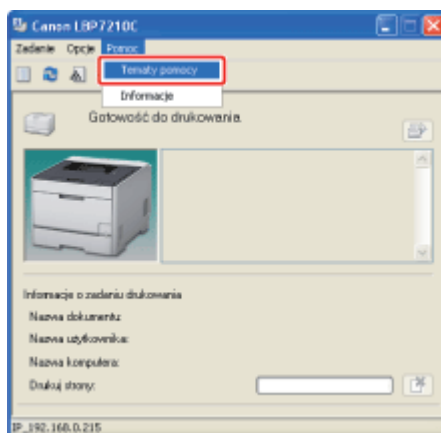 Canon LBP7210C
Zadanie Opcje Pomoc
Tematy pomocy
Informacje
Gotowość do drukowania
Informacje o zadaniu drukowania
Nazwa dokumentu:
Nazwa użytkownika:
Nazwa komputera:
Drukuj strony:
IP_192.168.0.215